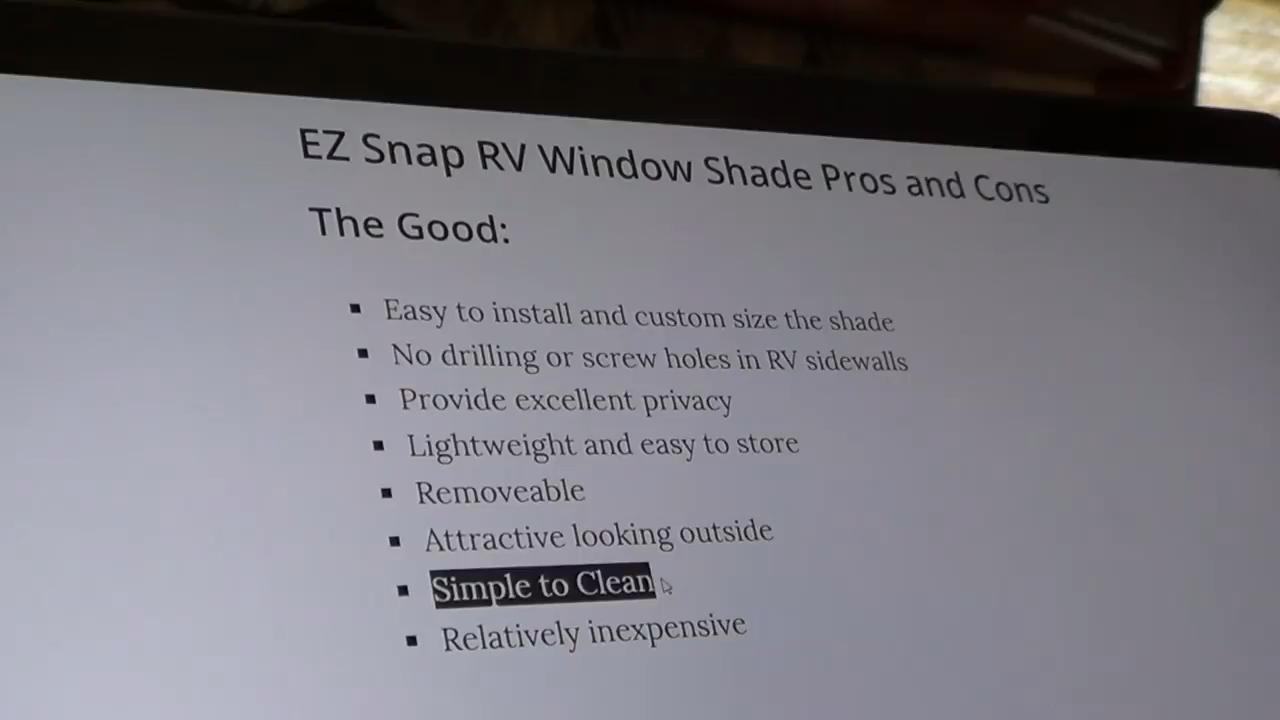 EZ Snap RV Window Shade Pros and Cons
The Good:
▪ Easy to install and custom size the shade
▪ No drilling or screw holes in RV sidewalls
▪ Provide excellent privacy
▪ Lightweight and easy to store
▪ Removeable
▪ Attractive looking outside
▪ Simple to Clean
▪ Relatively inexpensive